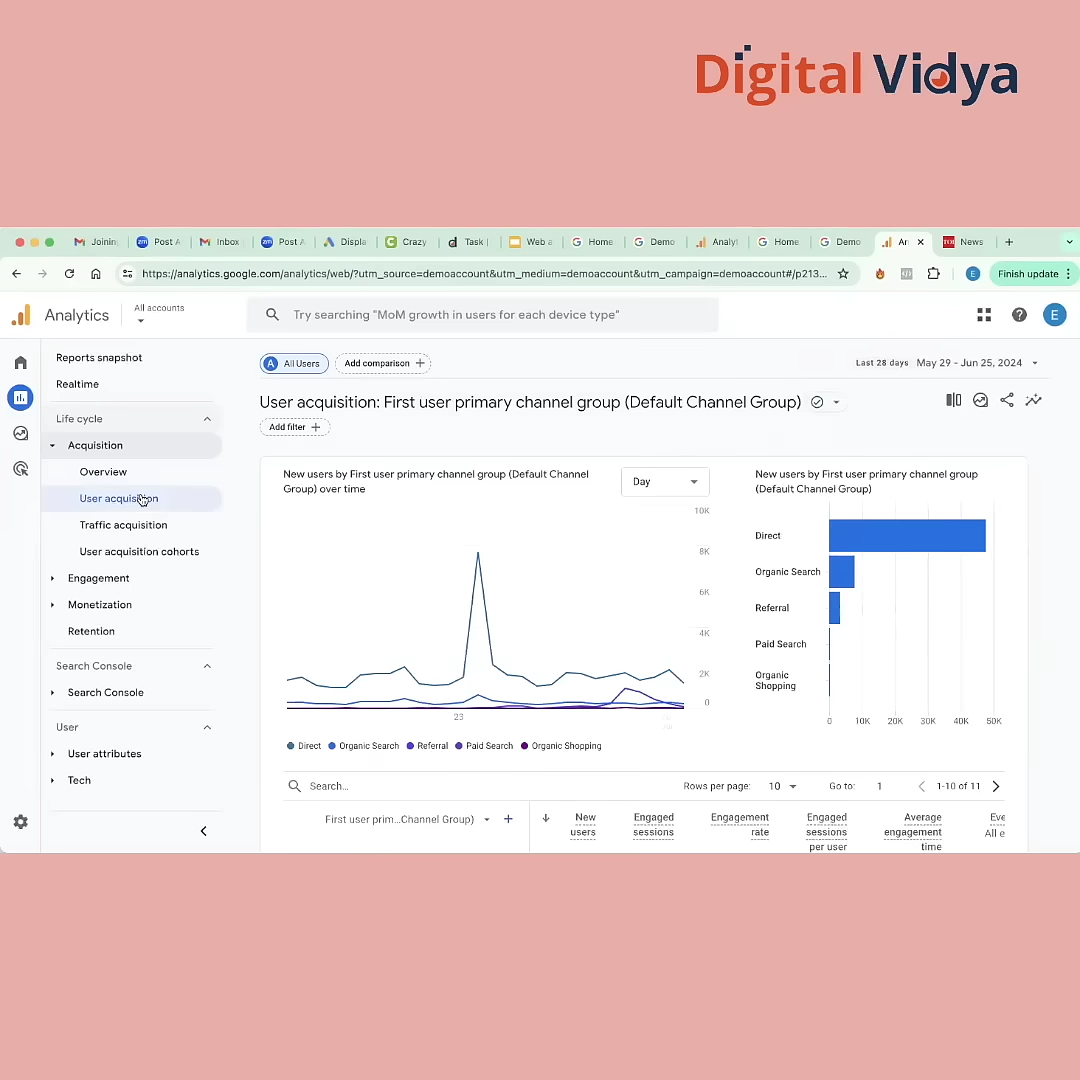 Digital Vidya
Joinin
Post A
Inbox
Post A
Displa
Crazy
Task
Web a
Home
Demo
Analyt
Home
Demo
An
News
https://analytics.google.com/analytics/web/?utm_source=demoaccount&utm_medium=demoaccount&utm_campaign=demoaccount#/p213...
E
Finish update
Analytics
All accounts
Try searching "MoM growth in users for each device type"
E
Reports snapshot
Realtime
Life cycle
Acquisition
Overview
User acquisition
Traffic acquisition
User acquisition cohorts
Engagement
Monetization
Retention
Search Console
Search Console
User
User attributes
Tech
A All Users
Add comparison +
Last 28 days May 29 - Jun 25, 2024
User acquisition: First user primary channel group (Default Channel Group)
Add filter +
New users by First user primary channel group (Default Channel
Group) over time
Day
10K
8K
6K
4K
2K
0
23
Direct
Organic Search
Referral
Paid Search
Organic Shopping
New users by First user primary channel group
(Default Channel Group)
Direct
Organic Search
Referral
Paid Search
Organic
Shopping
0 10K 20K 30K 40K 50K
Search...
Rows per page: 10
Go to: 1
1-10 of 11
First user prim...Channel Group)
New
users
Engaged
sessions
Engagement
rate
Engaged
sessions
per user
Average
engagement
time
Eve
All e